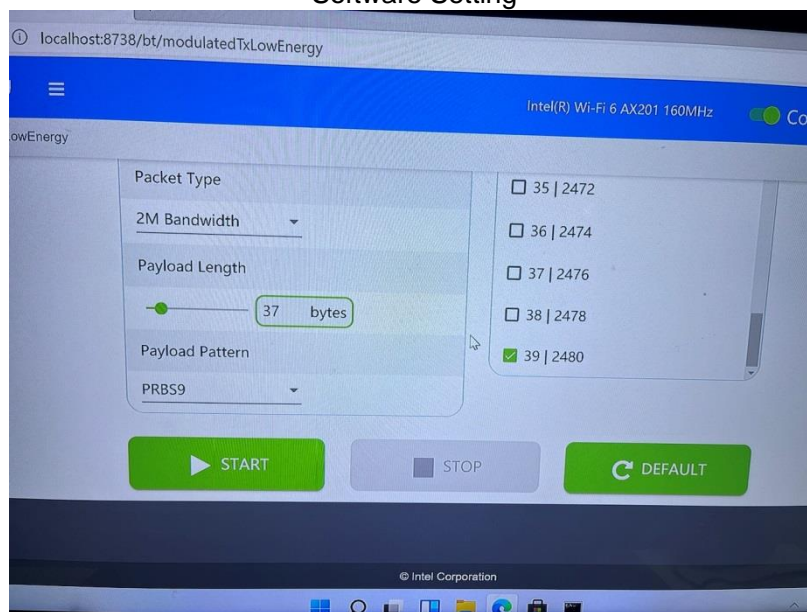 Software Setting
localhost:8738/bt/modulatedTxLowEnergy
Intel(R) Wi-Fi 6 AX201 160MHz
Co
owEnergy
Packet Type
2M Bandwidth
Payload Length
37 bytes
Payload Pattern
PRBS9
35 | 2472
36 | 2474
37 | 2476
38 | 2478
39 | 2480
START
STOP
DEFAULT
© Intel Corporation